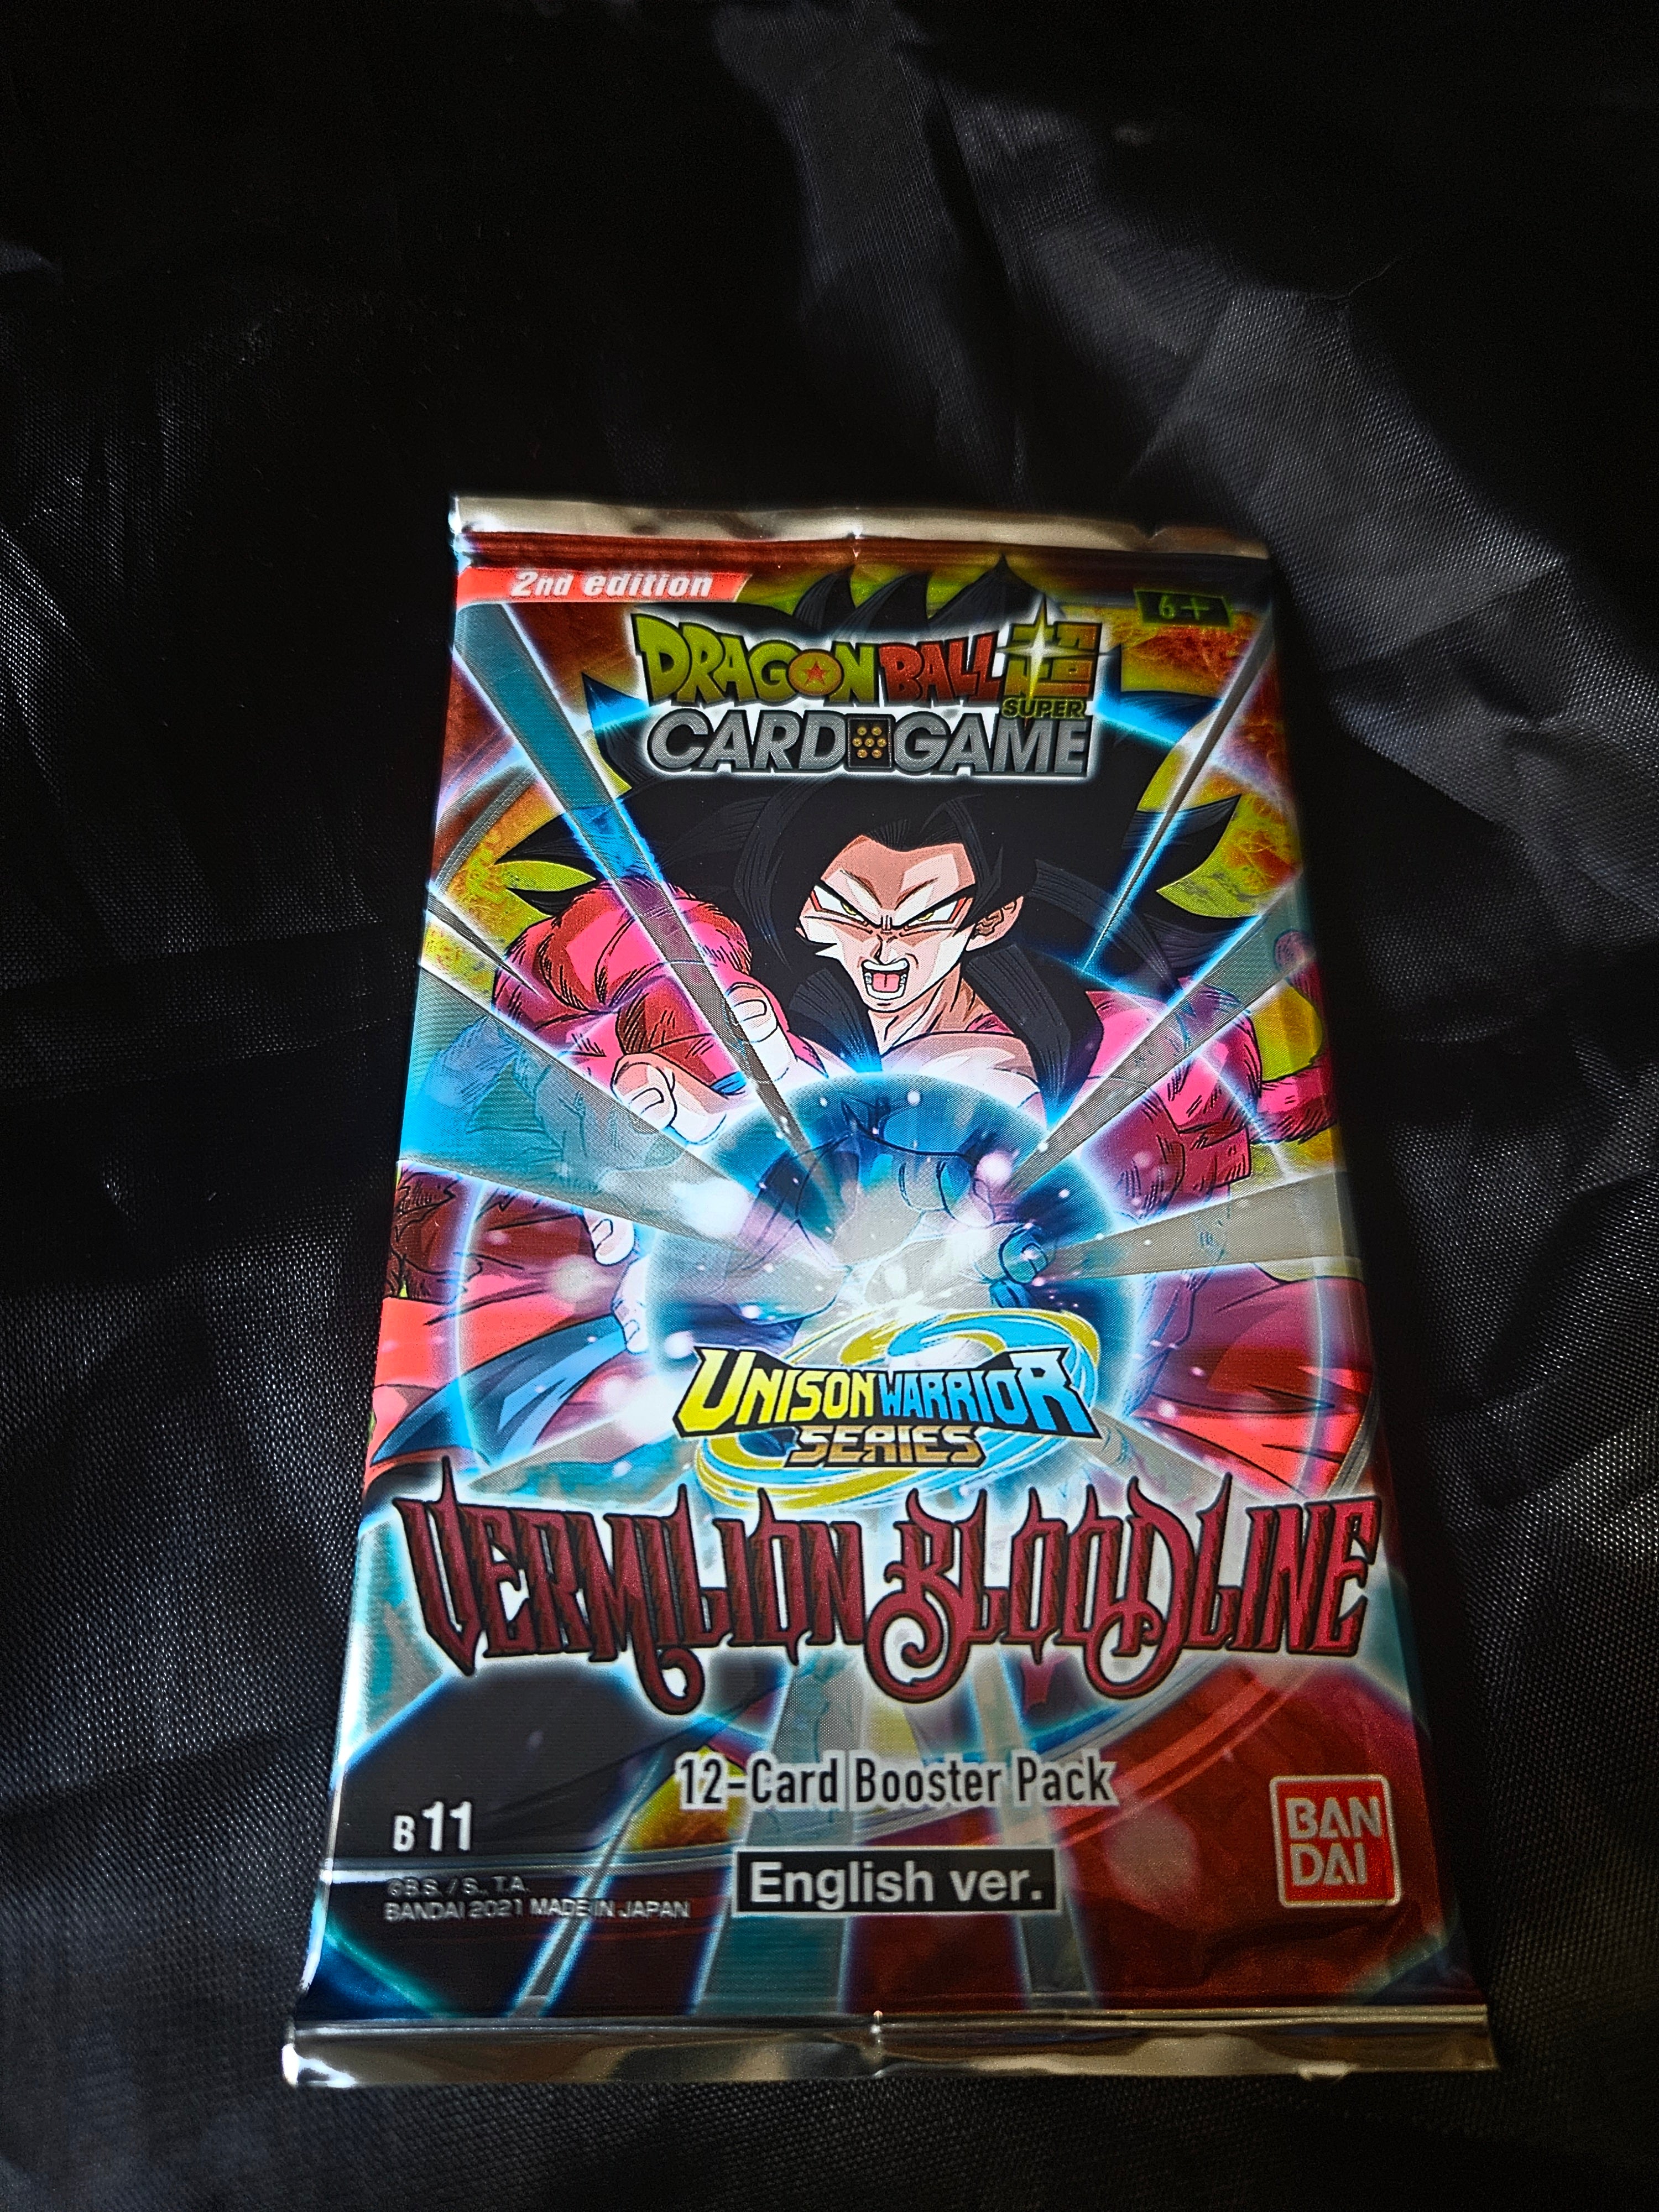 2nd edition
6+
DRAGON BALL 超
SUPER
CARD GAME
UNISON WARRIOR
SERIES
VERMILION BLOODLINE
12-Card Booster Pack
B11
©B.S. / S., T.A.
BANDAI 2021 MADE IN JAPAN
English ver.
BAN
DAI